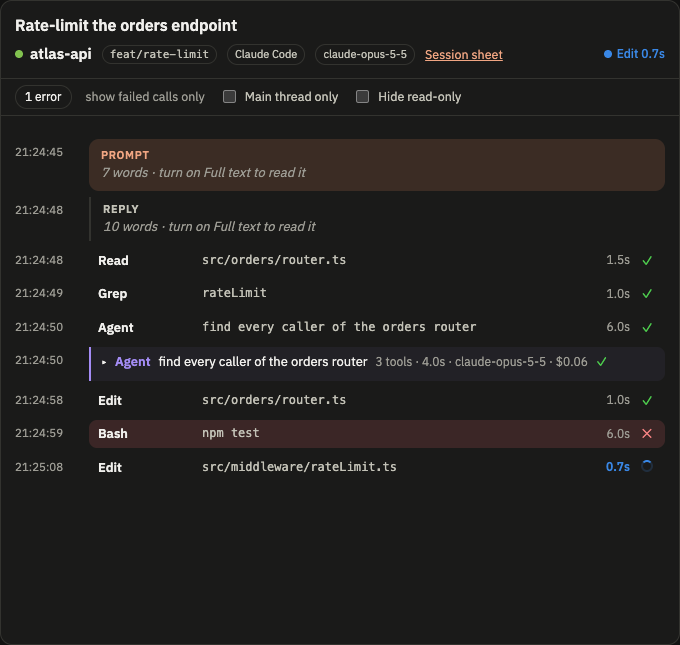 Rate-limit the orders endpoint
atlas-api feat/rate-limit Claude Code claude-opus-5-5 Session sheet Edit 0.7s
1 error show failed calls only Main thread only Hide read-only
21:24:45 PROMPT
7 words · turn on Full text to read it
21:24:48 REPLY
10 words · turn on Full text to read it
21:24:48 Read src/orders/router.ts 1.5s ✓
21:24:49 Grep rateLimit 1.0s ✓
21:24:50 Agent find every caller of the orders router 6.0s ✓
21:24:50 ▸ Agent find every caller of the orders router 3 tools · 4.0s · claude-opus-5-5 · $0.06 ✓
21:24:58 Edit src/orders/router.ts 1.0s ✓
21:24:59 Bash npm test 6.0s ✕
21:25:08 Edit src/middleware/rateLimit.ts 0.7s